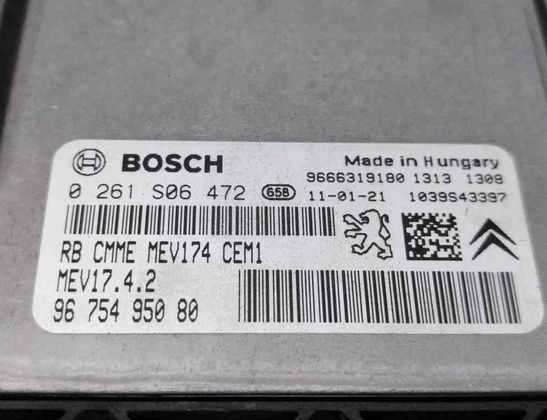 BOSCH
Made in Hungary
9666319180 1313 1308
0 261 S06 472 658 11-01-21 1039S43397
RB CMME MEV174 CEM1
MEV17.4.2
96 754 950 80